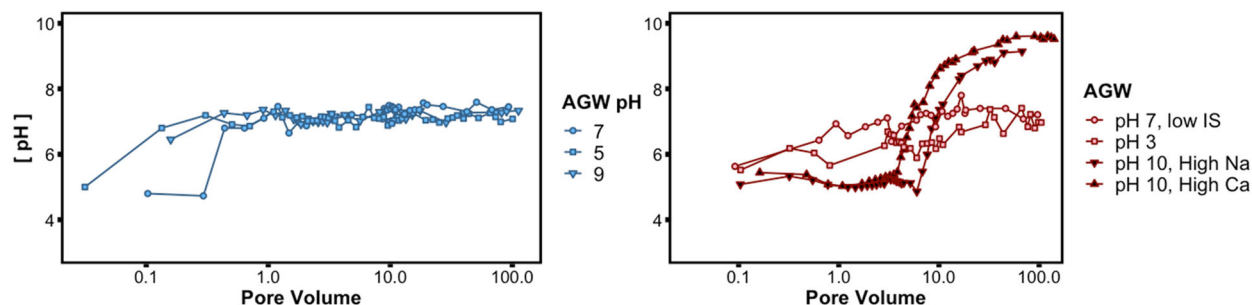 [ pH ]
10
8
6
4
0.1
1.0
10.0
100.0
Pore Volume
AGW pH
7
5
9
10
8
6
4
0.1
1.0
10.0
100.0
Pore Volume
AGW
pH 7, low IS
pH 3
pH 10, High Na
pH 10, High Ca